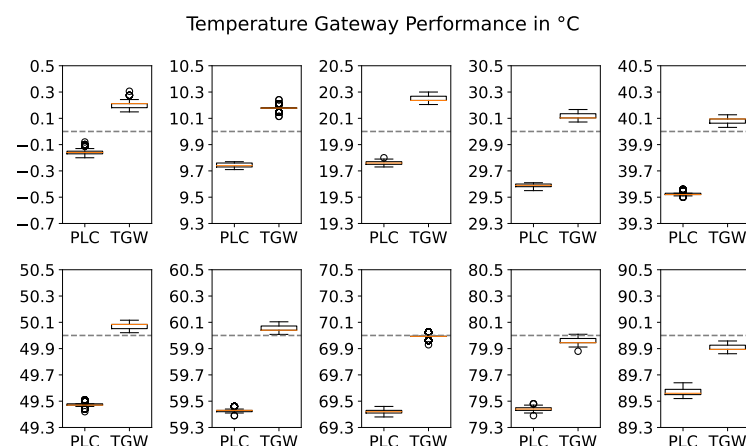 Temperature Gateway Performance in °C
0.5 10.5 20.5 30.5 40.5
0.3 10.3 20.3 30.3 40.3
0.1 10.1 20.1 30.1 40.1
−0.1 9.9 19.9 29.9 39.9
−0.3 9.7 19.7 29.7 39.7
−0.5 9.5 19.5 29.5 39.5
−0.7 9.3 19.3 29.3 39.3
PLC TGW PLC TGW PLC TGW PLC TGW PLC TGW
50.5 60.5 70.5 80.5 90.5
50.3 60.3 70.3 80.3 90.3
50.1 60.1 70.1 80.1 90.1
49.9 59.9 69.9 79.9 89.9
49.7 59.7 69.7 79.7 89.7
49.5 59.5 69.5 79.5 89.5
49.3 59.3 69.3 79.3 89.3
PLC TGW PLC TGW PLC TGW PLC TGW PLC TGW